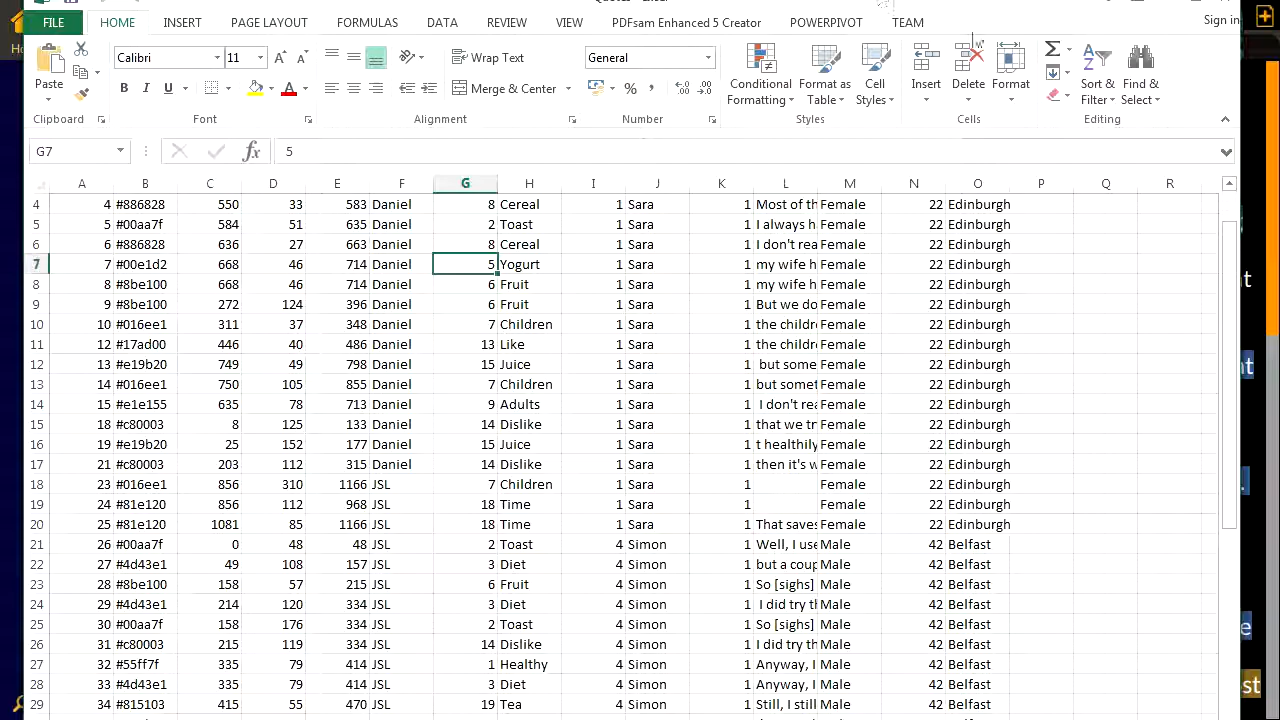 FILE HOME INSERT PAGE LAYOUT FORMULAS DATA VIEW PDFsam Enhanced 3 POWERPIVOT TEAM Sign in
Calibri 11 Wrap Text General
Paste B I U A Merge & Center % , Conditional Formatting Format as Table Cell Styles Insert Delete Format Sort & Filter Find & Select
Clipboard Font Alignment Number Styles Cells Editing
G7 fx 5
A B C D E F G H I J K L M N O P Q R
4 4 #886828 550 33 583 Daniel 8 Cereal 1 Sara 1 Most of th Female 22 Edinburgh
5 5 #00aa7f 584 51 635 Daniel 2 Toast 1 Sara 1 I always h Female 22 Edinburgh
6 6 #886828 636 27 663 Daniel 8 Cereal 1 Sara 1 I don't rea Female 22 Edinburgh
7 7 #00e1d2 668 46 714 Daniel 5 Yogurt 1 Sara 1 my wife h Female 22 Edinburgh
8 8 #8be100 668 46 714 Daniel 6 Fruit 1 Sara 1 my wife h Female 22 Edinburgh
9 9 #8be100 272 124 396 Daniel 6 Fruit 1 Sara 1 But we do Female 22 Edinburgh
10 10 #016ee1 311 37 348 Daniel 7 Children 1 Sara 1 the childr Female 22 Edinburgh
11 12 #17ad00 446 40 486 Daniel 13 Like 1 Sara 1 the childr Female 22 Edinburgh
12 13 #e19b20 749 49 798 Daniel 15 Juice 1 Sara 1 but some Female 22 Edinburgh
13 14 #016ee1 750 105 855 Daniel 7 Children 1 Sara 1 but some Female 22 Edinburgh
14 15 #e1e155 635 78 713 Daniel 9 Adults 1 Sara 1 I don't rea Female 22 Edinburgh
15 18 #c80003 8 125 133 Daniel 14 Dislike 1 Sara 1 that we tr Female 22 Edinburgh
16 19 #e19b20 25 152 177 Daniel 15 Juice 1 Sara 1 t healthily Female 22 Edinburgh
17 21 #c80003 203 112 315 Daniel 14 Dislike 1 Sara 1 then it's w Female 22 Edinburgh
18 23 #016ee1 856 310 1166 JSL 7 Children 1 Sara 1 Female 22 Edinburgh
19 24 #81e120 856 112 968 JSL 18 Time 1 Sara 1 Female 22 Edinburgh
20 25 #81e120 1081 85 1166 JSL 18 Time 1 Sara 1 That saves Female 22 Edinburgh
21 26 #00aa7f 0 48 48 JSL 2 Toast 4 Simon 1 Well, I use Male 42 Belfast
22 27 #4d43e1 49 108 157 JSL 3 Diet 4 Simon 1 but a coup Male 42 Belfast
23 28 #8be100 158 57 215 JSL 6 Fruit 4 Simon 1 So [sighs] Male 42 Belfast
24 29 #4d43e1 214 120 334 JSL 3 Diet 4 Simon 1 I did try th Male 42 Belfast
25 30 #00aa7f 158 176 334 JSL 2 Toast 4 Simon 1 So [sighs] Male 42 Belfast
26 31 #c80003 215 119 334 JSL 14 Dislike 4 Simon 1 I did try th Male 42 Belfast
27 32 #55ff7f 335 79 414 JSL 1 Healthy 4 Simon 1 Anyway, I Male 42 Belfast
28 33 #4d43e1 335 79 414 JSL 3 Diet 4 Simon 1 Anyway, I Male 42 Belfast
29 34 #815103 415 55 470 JSL 19 Tea 4 Simon 1 Still, I star Male 42 Belfast